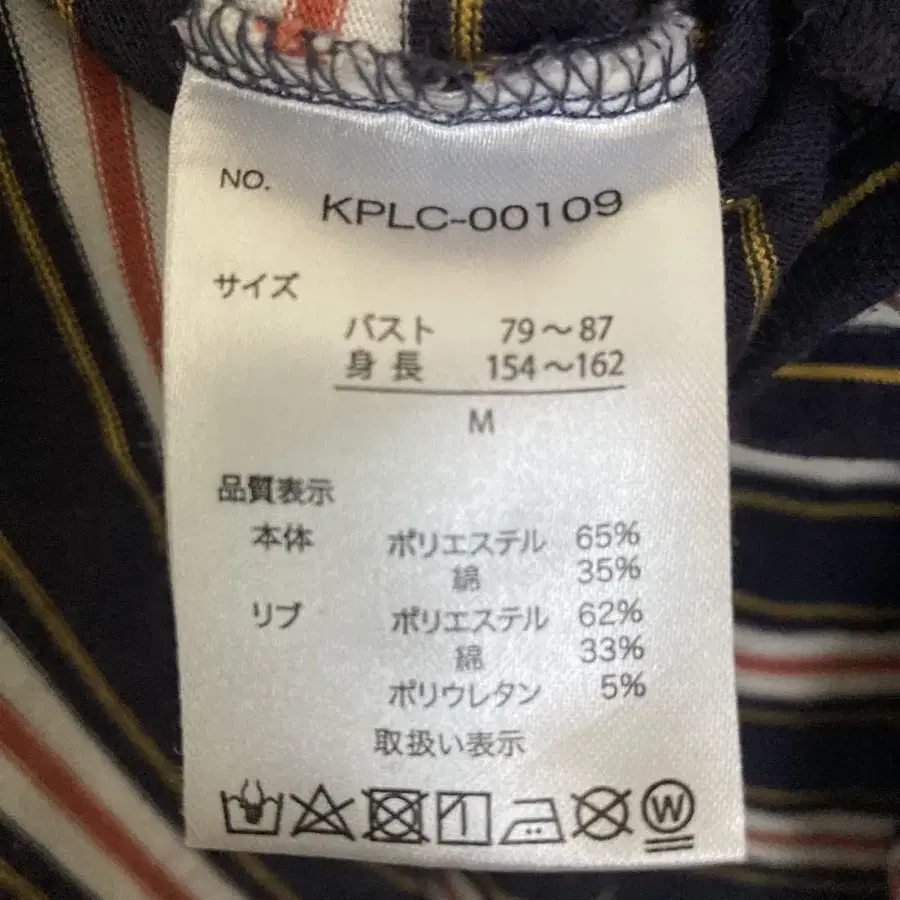 NO.
KPLC-00109
サイズ
バスト 79～87
身長 154～162
M
品質表示
本体 ポリエステル 65%
綿 35%
リブ ポリエステル 62%
綿 33%
ポリウレタン 5%
取扱い表示
W